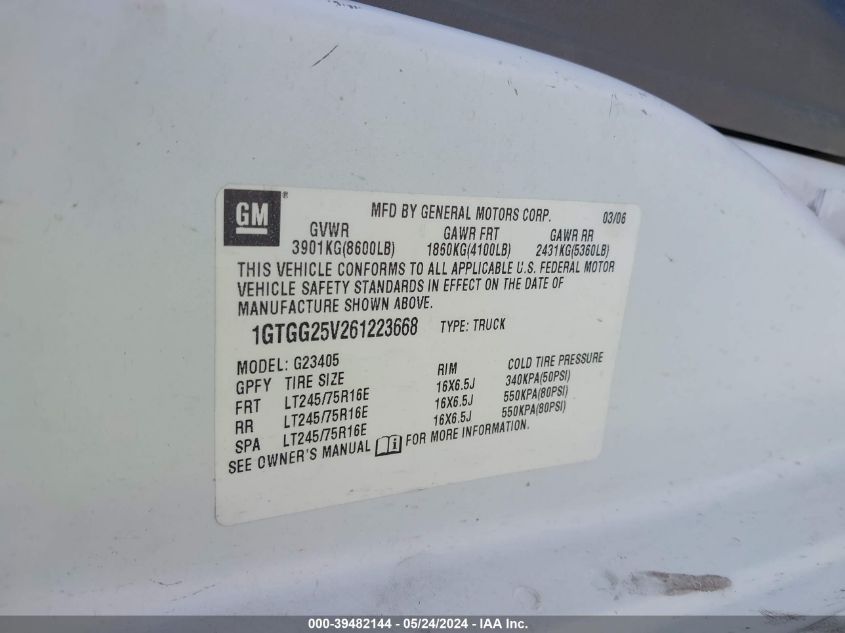 GM®
MFD BY GENERAL MOTORS CORP. 03/06
GVWR GAWR FRT GAWR RR
3901KG(8600LB) 1860KG(4100LB) 2431KG(5360LB)
THIS VEHICLE CONFORMS TO ALL APPLICABLE U.S. FEDERAL MOTOR
VEHICLE SAFETY STANDARDS IN EFFECT ON THE DATE OF
MANUFACTURE SHOWN ABOVE.
1GTGG25V261223668 TYPE: TRUCK
MODEL: G23405
GPFY TIRE SIZE RIM COLD TIRE PRESSURE
FRT LT245/75R16E 16X6.5J 340KPA(50PSI)
RR LT245/75R16E 16X6.5J 550KPA(80PSI)
SPA LT245/75R16E 16X6.5J 550KPA(80PSI)
SEE OWNER'S MANUAL i FOR MORE INFORMATION.
000-39482144 - 05/24/2024 - IAA Inc.